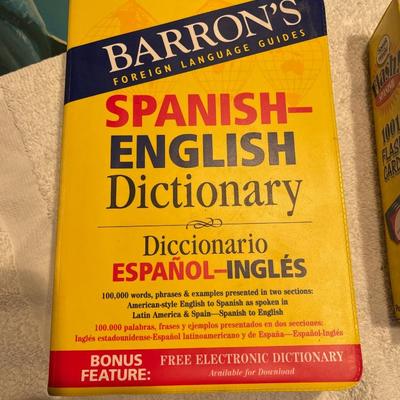 BARRON'S
FOREIGN LANGUAGE GUIDES
SPANISH–
ENGLISH
Dictionary
Diccionario
ESPAÑOL–INGLÉS
100,000 words, phrases & examples presented in two sections:
American-style English to Spanish as spoken in
Latin America & Spain—Spanish to English
100.000 palabras, frases y ejemplos presentados en dos secciones:
Inglés estadounidense-Español latinoamericano y de España—Español-Inglés
BONUS FEATURE:
FREE ELECTRONIC DICTIONARY
Available for Download
1001
FLASH
CARDS